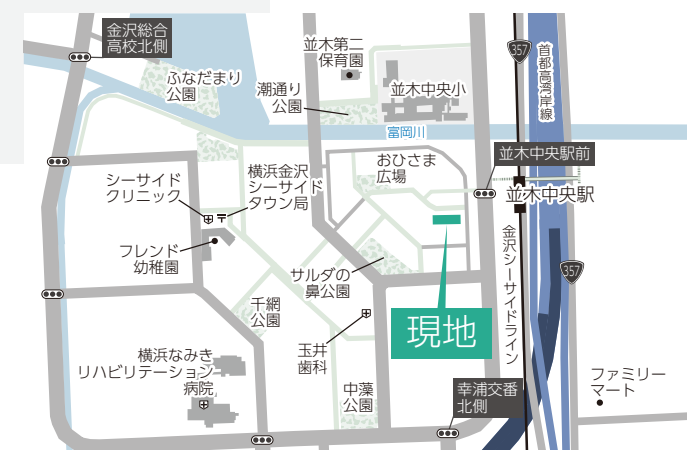 金沢総合
高校北側
並木第二
保育園
357
首都高湾岸線
ふなだまり
公園
潮通り
公園
並木中央小
富岡川
おひさま
広場
並木中央駅前
シーサイド
クリニック
横浜金沢
シーサイド
タウン局
並木中央駅
フレンド
幼稚園
サルダの
鼻公園
金沢シーサイドライン
357
千網
公園
現地
玉井
歯科
横浜なみき
リハビリテーション
病院
中藻
公園
幸浦交番
北側
ファミリー
マート